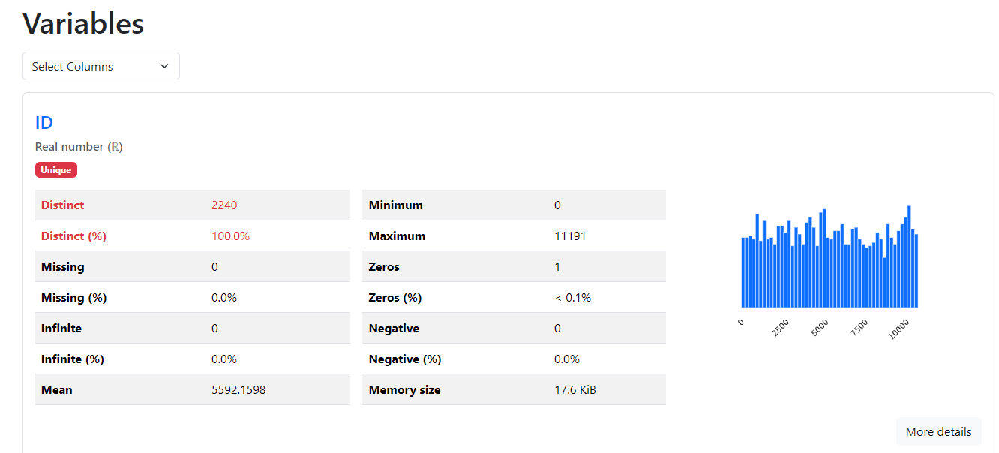 Variables
Select Columns
ID
Real number (ℝ)
Unique
Distinct 2240
Distinct (%) 100.0%
Missing 0
Missing (%) 0.0%
Infinite 0
Infinite (%) 0.0%
Mean 5592.1598
Minimum 0
Maximum 11191
Zeros 1
Zeros (%) < 0.1%
Negative 0
Negative (%) 0.0%
Memory size 17.6 KiB
0 2500 5000 7500 10000
More details